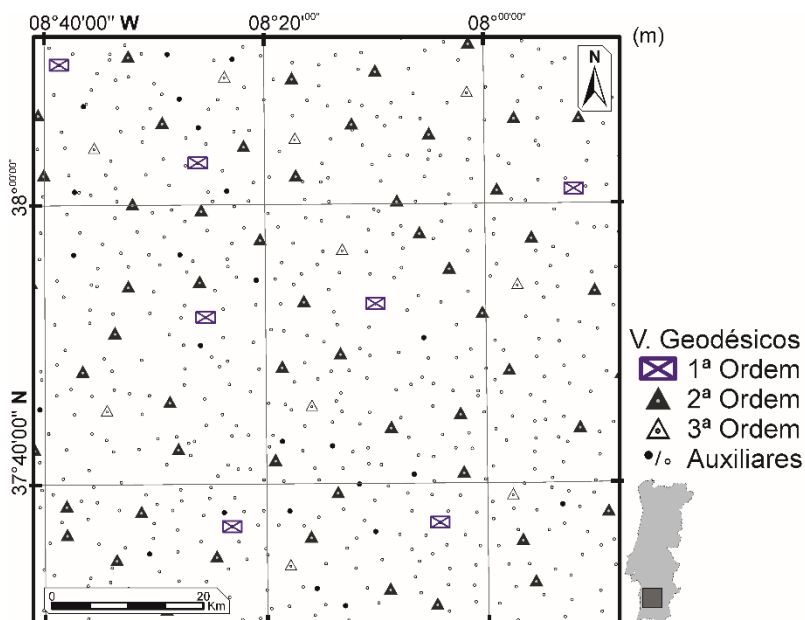 08°40'00" W
08°20'00"
08°00'00"
(m)
N
38°00'00"
37°40'00" N
V. Geodésicos
1ª Ordem
2ª Ordem
3ª Ordem
●/○ Auxiliares
0
20
Km